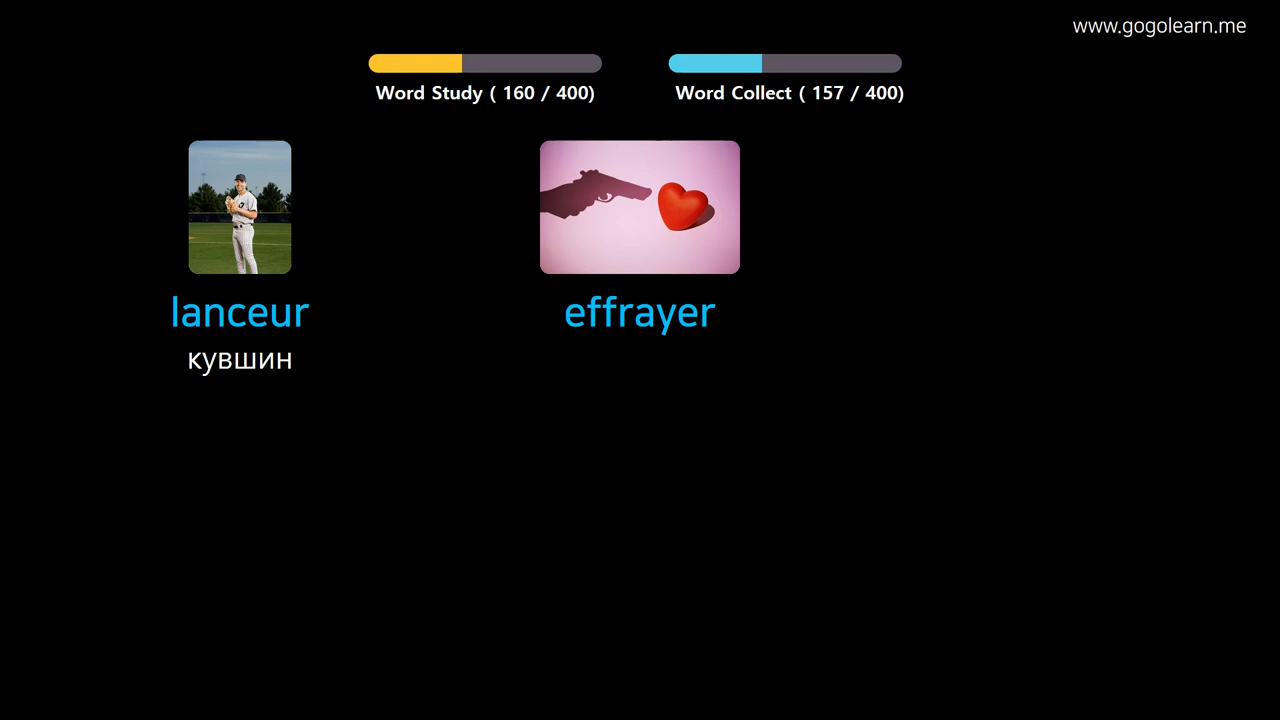 www.gogolearn.me
Word Study ( 160 / 400)
Word Collect ( 157 / 400)
lanceur
effrayer
кувшин